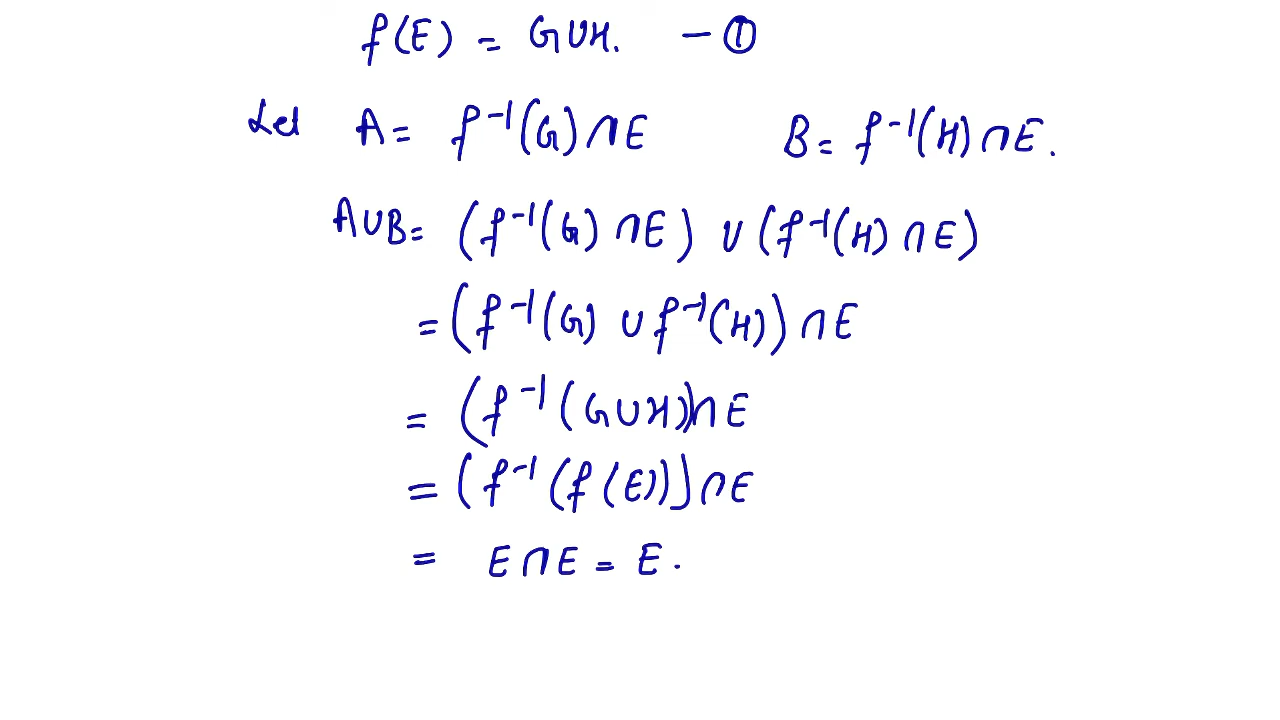 f(E) = G∪H. — ①
Let A = f⁻¹(G)∩E B = f⁻¹(H)∩E.
A∪B = (f⁻¹(G) ∩E) ∪ (f⁻¹(H) ∩E)
= (f⁻¹(G) ∪ f⁻¹(H)) ∩E
= (f⁻¹(G∪H))∩E
= (f⁻¹(f(E)))∩E
= E∩E = E.